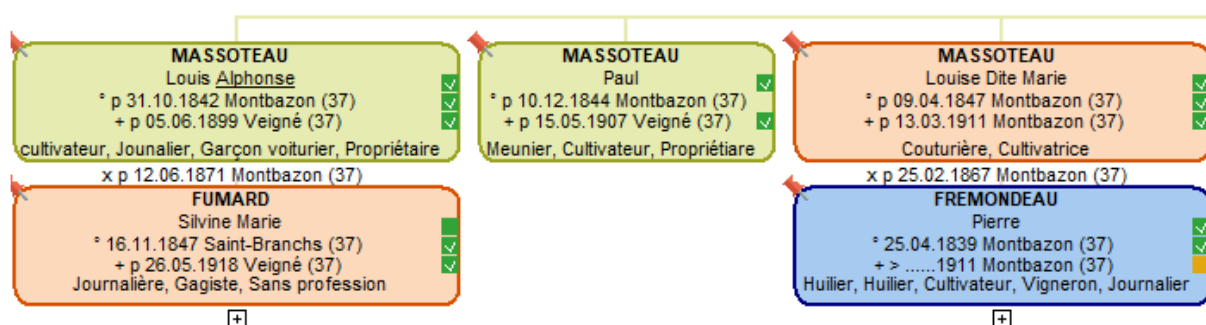 MASSOTEAU
Louis Alphonse
° p 31.10.1842 Montbazon (37)
+ p 05.06.1899 Veigné (37)
cultivateur, Jounalier, Garçon voiturier, Propriétaire
x p 12.06.1871 Montbazon (37)
FUMARD
Silvine Marie
° 16.11.1847 Saint-Branchs (37)
+ p 26.05.1918 Veigné (37)
Journalière, Gagiste, Sans profession
MASSOTEAU
Paul
° p 10.12.1844 Montbazon (37)
+ p 15.05.1907 Veigné (37)
Meunier, Cultivateur, Propriétiare
MASSOTEAU
Louise Dite Marie
° p 09.04.1847 Montbazon (37)
+ p 13.03.1911 Montbazon (37)
Couturière, Cultivatrice
x p 25.02.1867 Montbazon (37)
FREMONDEAU
Pierre
° 25.04.1839 Montbazon (37)
+ > ......1911 Montbazon (37)
Huilier, Huilier, Cultivateur, Vigneron, Journalier